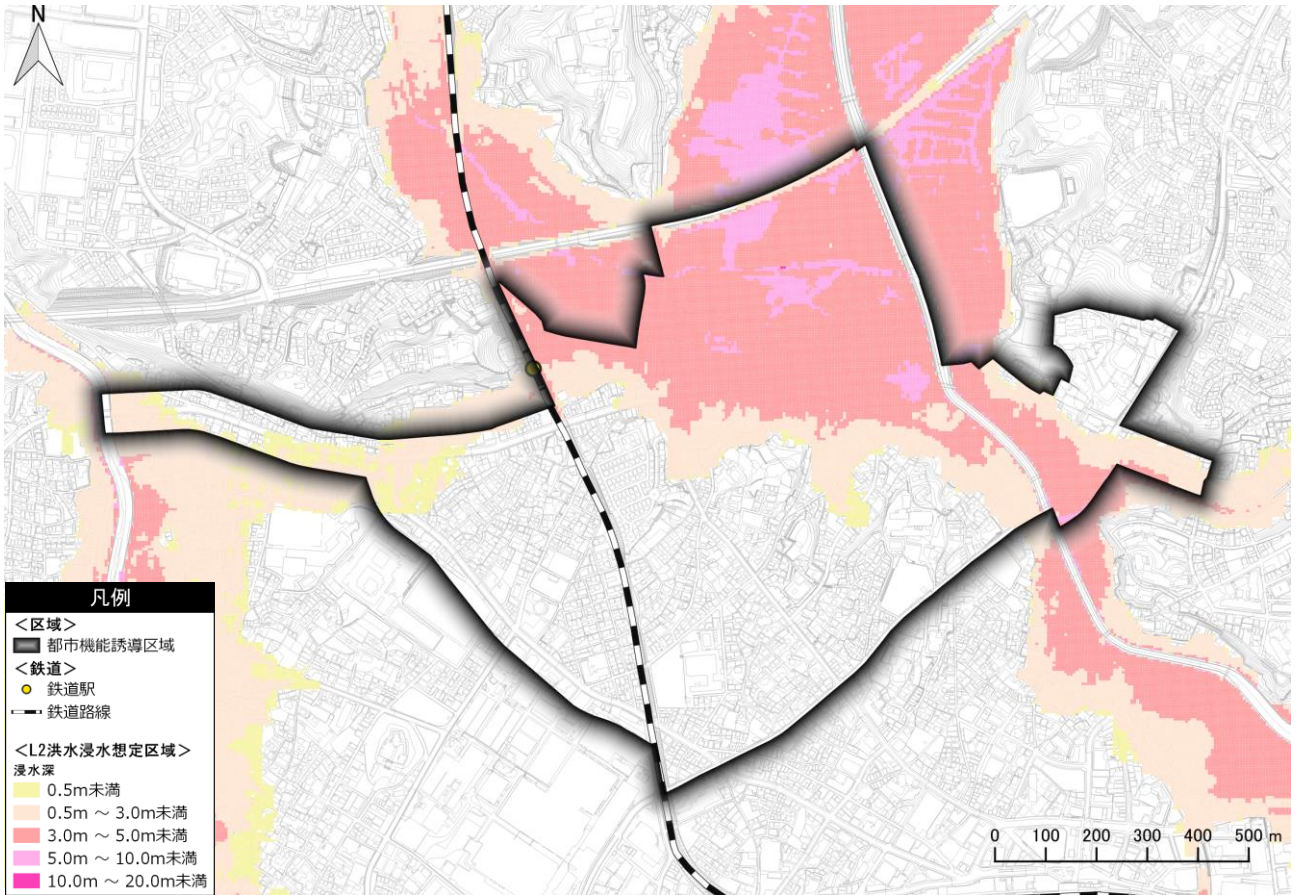 N
凡例
＜区域＞
都市機能誘導区域
＜鉄道＞
鉄道駅
鉄道路線
＜L2洪水浸水想定区域＞
浸水深
0.5m未満
0.5m ～ 3.0m未満
3.0m ～ 5.0m未満
5.0m ～ 10.0m未満
10.0m ～ 20.0m未満
0 100 200 300 400 500 m